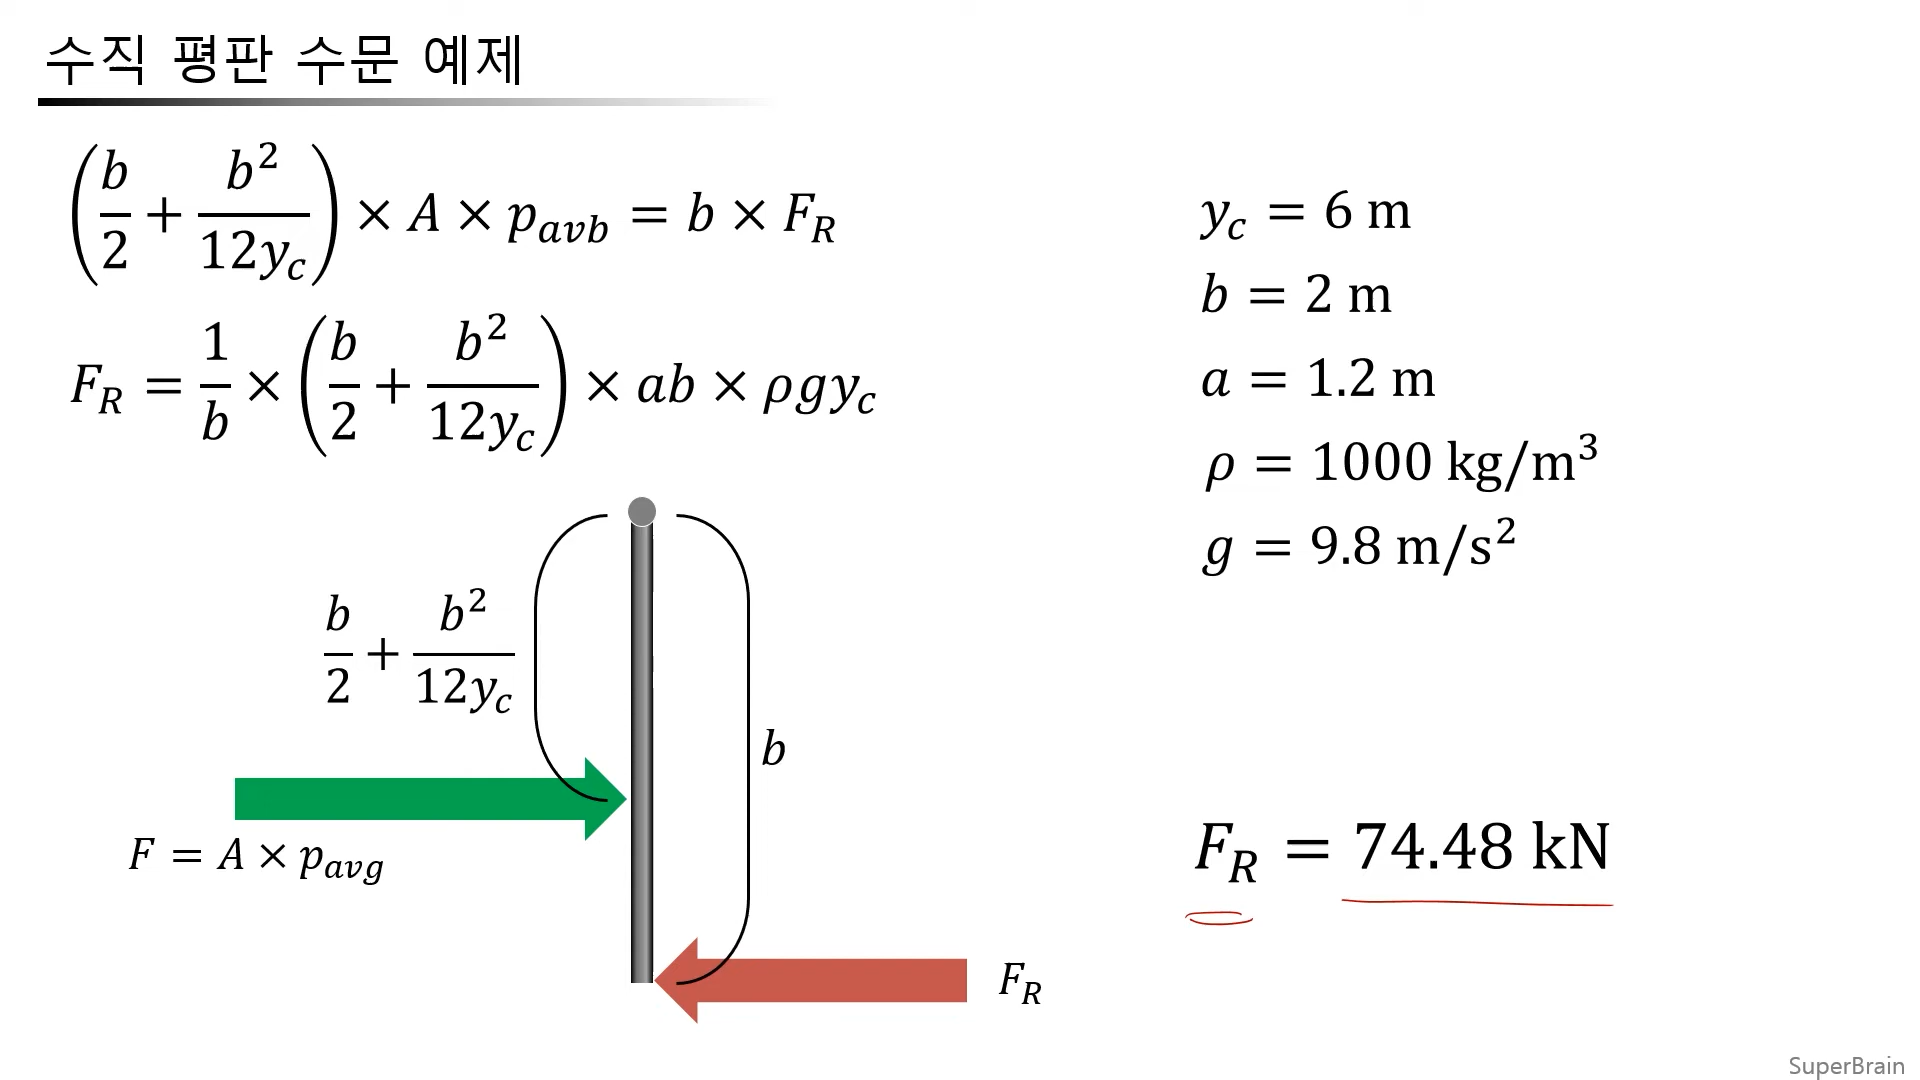 수직 평판 수문 예제
(b/2 + b²/12y_c) × A × p_avb = b × F_R
F_R = 1/b × (b/2 + b²/12y_c) × ab × ρgy_c
y_c = 6 m
b = 2 m
a = 1.2 m
ρ = 1000 kg/m³
g = 9.8 m/s²
b/2 + b²/12y_c
b
F = A × p_avg
F_R = 74.48 kN
F_R
SuperBrain